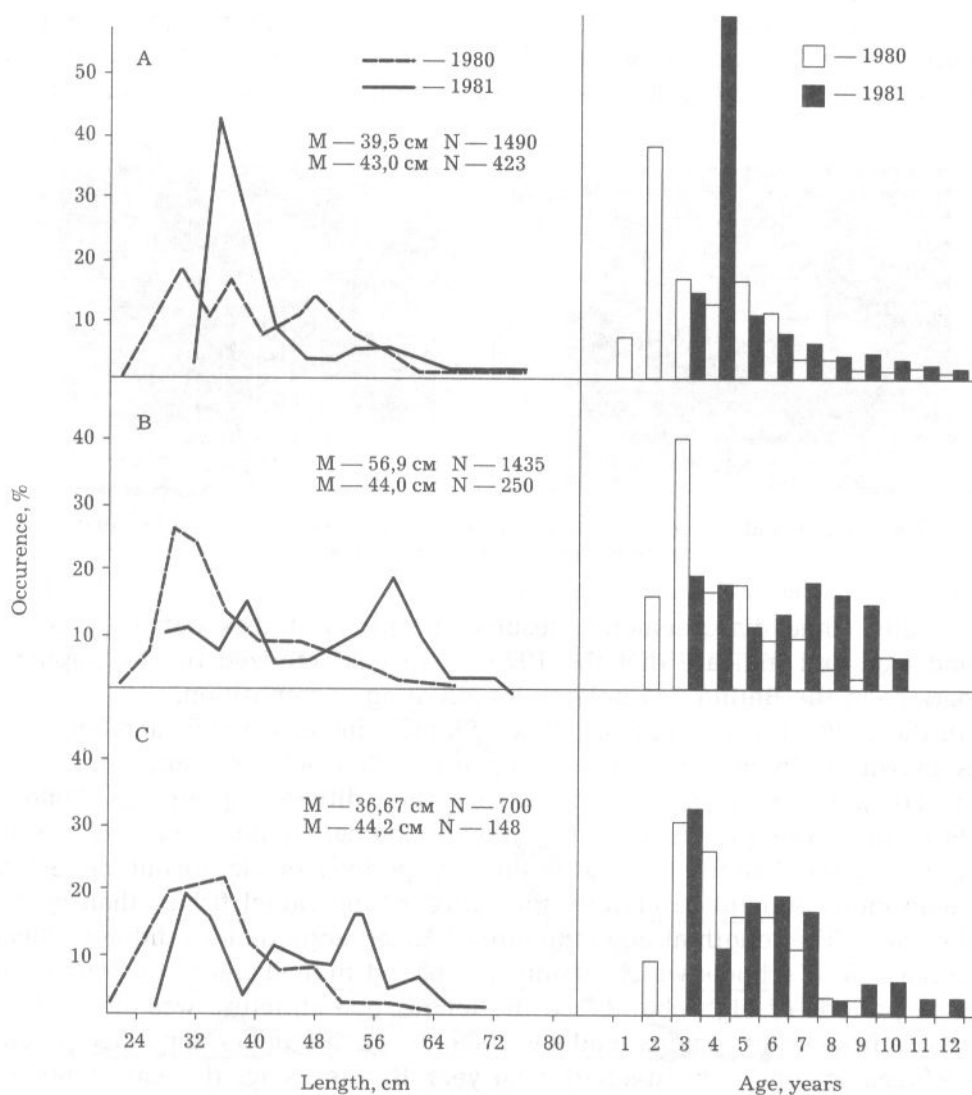 A
— 1980
— 1981
— 1980
— 1981
M — 39,5 см N — 1490
M — 43,0 см N — 423
50
40
30
20
10
B
M — 56,9 см N — 1435
M — 44,0 см N — 250
40
30
20
10
Occurence, %
C
M — 36,67 см N — 700
M — 44,2 см N — 148
40
30
20
10
24 32 40 48 56 64 72 80
1 2 3 4 5 6 7 8 9 10 11 12
Length, cm
Age, years